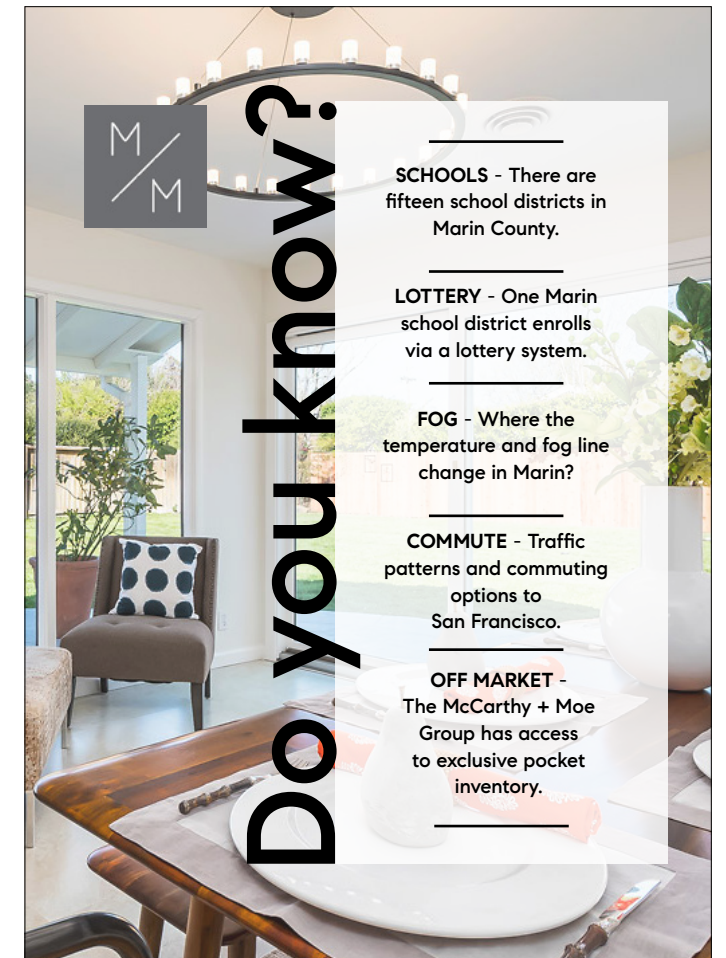 M
M
Do you know?
SCHOOLS - There are
fifteen school districts in
Marin County.
LOTTERY - One Marin
school district enrolls
via a lottery system.
FOG - Where the
temperature and fog line
change in Marin?
COMMUTE - Traffic
patterns and commuting
options to
San Francisco.
OFF MARKET -
The McCarthy + Moe
Group has access
to exclusive pocket
inventory.